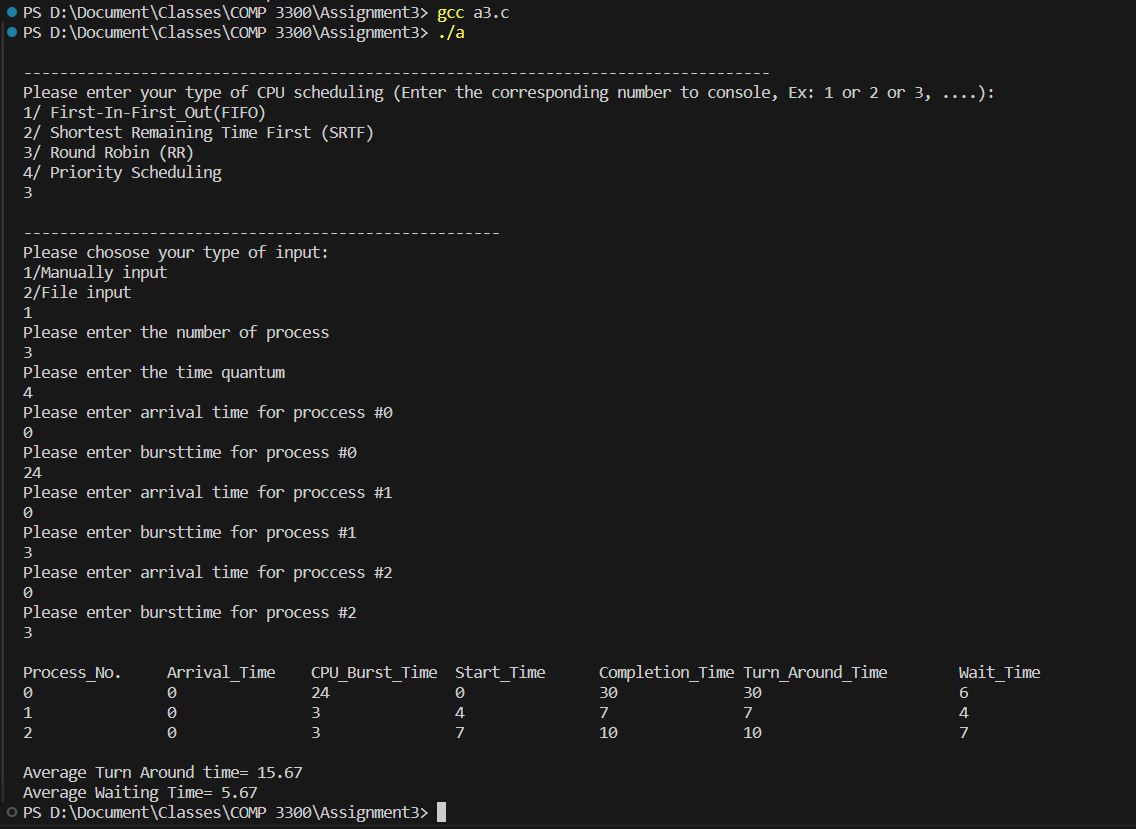 PS D:\Document\Classes\COMP 3300\Assignment3> gcc a3.c
PS D:\Document\Classes\COMP 3300\Assignment3> ./a
-----------------------------------------------------------------------------------
Please enter your type of CPU scheduling (Enter the corresponding number to console, Ex: 1 or 2 or 3, ....):
1/ First-In-First_Out(FIFO)
2/ Shortest Remaining Time First (SRTF)
3/ Round Robin (RR)
4/ Priority Scheduling
3
-----------------------------------------------------
Please chosose your type of input:
1/Manually input
2/File input
1
Please enter the number of process
3
Please enter the time quantum
4
Please enter arrival time for proccess #0
0
Please enter bursttime for process #0
24
Please enter arrival time for proccess #1
0
Please enter bursttime for process #1
3
Please enter arrival time for proccess #2
0
Please enter bursttime for process #2
3
Process_No. Arrival_Time CPU_Burst_Time Start_Time Completion_Time Turn_Around_Time Wait_Time
0 0 24 0 30 30 6
1 0 3 4 7 7 4
2 0 3 7 10 10 7
Average Turn Around time= 15.67
Average Waiting Time= 5.67
PS D:\Document\Classes\COMP 3300\Assignment3>